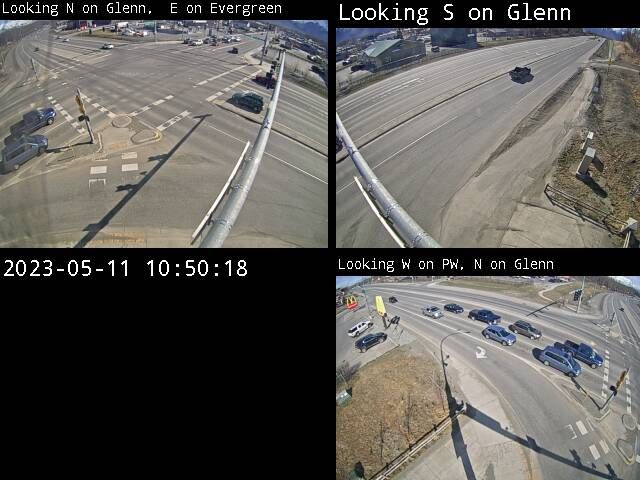 Looking N on Glenn,  E on Evergreen
Looking S on Glenn
2023-05-11 10:50:18
Looking W on PW, N on Glenn